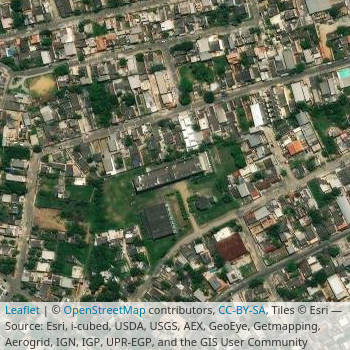 Leaflet | © OpenStreetMap contributors, CC-BY-SA, Tiles © Esri —
Source: Esri, i-cubed, USDA, USGS, AEX, GeoEye, Getmapping,
Aerogrid, IGN, IGP, UPR-EGP, and the GIS User Community